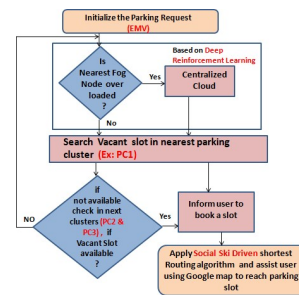 Initialize the Parking Request
(EMV)
Based on Deep
Reinforcement Learning
Is
Nearest Fog
Node over
loaded
?
Yes
Centralized
Cloud
No
Search Vacant slot in nearest parking
cluster (Ex: PC1)
if
not available
check in next
clusters (PC2 &
PC3) , if
Vacant Slot
available
?
NO
Yes
Inform user to
book a slot
Apply Social Ski Driven shortest
Routing algorithm and assist user
using Google map to reach parking
slot